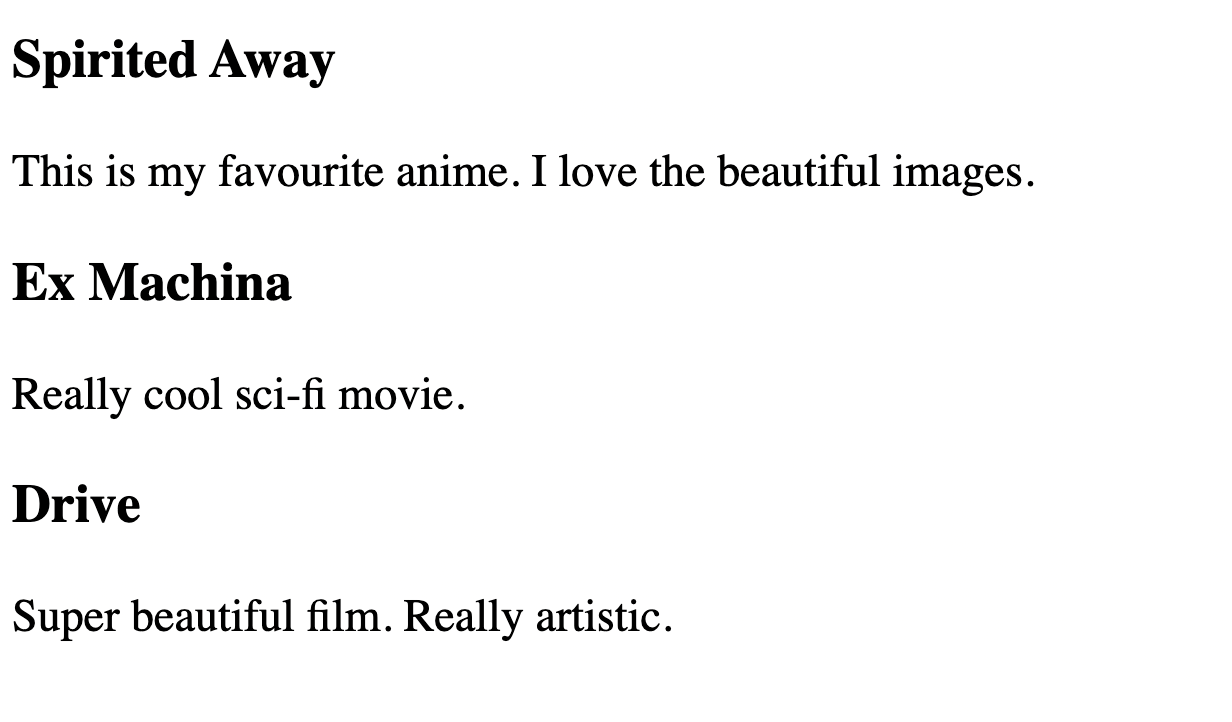 Spirited Away
This is my favourite anime. I love the beautiful images.
Ex Machina
Really cool sci-fi movie.
Drive
Super beautiful film. Really artistic.